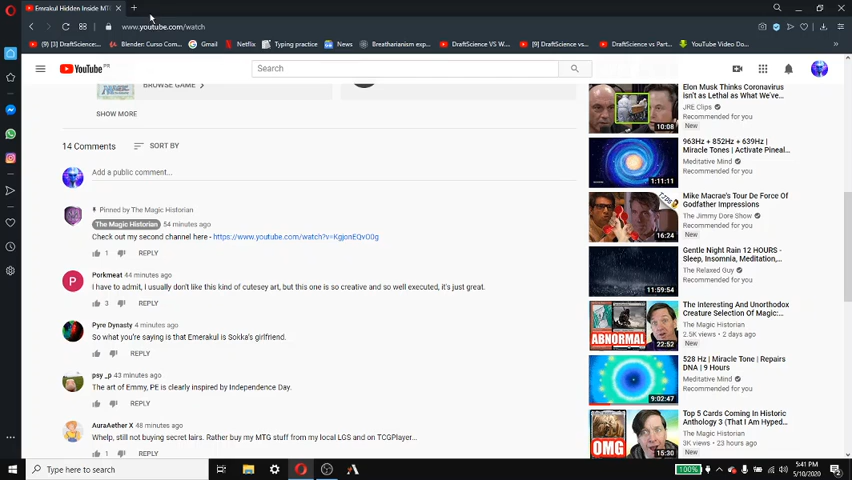 Emrakul Hidden Inside MT
www.youtube.com/watch
(3) [DraftScience...
Blender: Curso Com...
Gmail
Netflix
Typing practice
News
Breatharianism exp...
DraftScience VS W...
[DraftScience vs...
DraftScience vs Part...
YouTube Video Do...
YouTube
Search
BROWSE GAME
SHOW MORE
14 Comments
SORT BY
Add a public comment...
Pinned by The Magic Historian
The Magic Historian 54 minutes ago
Check out my second channel here - https://www.youtube.com/watch?v=KgjonEQvO0g
1 REPLY
Porkmeat 44 minutes ago
I have to admit, I usually don't like this kind of cutesey art, but this one is so creative and so well executed, it's just great.
3 REPLY
Pyre Dynasty 4 minutes ago
So what you're saying is that Emerakul is Sokka's girlfriend.
REPLY
psy _p 43 minutes ago
The art of Emmy, PE is clearly inspired by Independence Day.
REPLY
AuraAether X 48 minutes ago
Whelp, still not buying secret lairs. Rather buy my MTG stuff from my local LGS and on TCGPlayer...
1 REPLY
Elon Musk Thinks Coronavirus
isn't as Lethal as What We've...
JRE Clips
Recommended for you
New
10:08
963Hz + 852Hz + 639Hz |
Miracle Tones | Activate Pineal...
Meditative Mind
Recommended for you
1:11:11
Mike Macrae's Tour De Force Of
Godfather Impressions
The Jimmy Dore Show
Recommended for you
16:24
Gentle Night Rain 12 HOURS -
Sleep, Insomnia, Meditation,...
The Relaxed Guy
Recommended for you
11:59:54
The Interesting And Unorthodox
Creature Selection Of Magic:...
The Magic Historian
2.5K views • 2 days ago
New
ABNORMAL
22:52
528 Hz | Miracle Tone | Repairs
DNA | 9 Hours
Meditative Mind
Recommended for you
9:02:47
Top 5 Cards Coming In Historic
Anthology 3 (That I Am Hyped...
The Magic Historian
3K views • 23 hours ago
New
OMG
15:30
Type here to search
100%
5:41 PM
5/10/2020